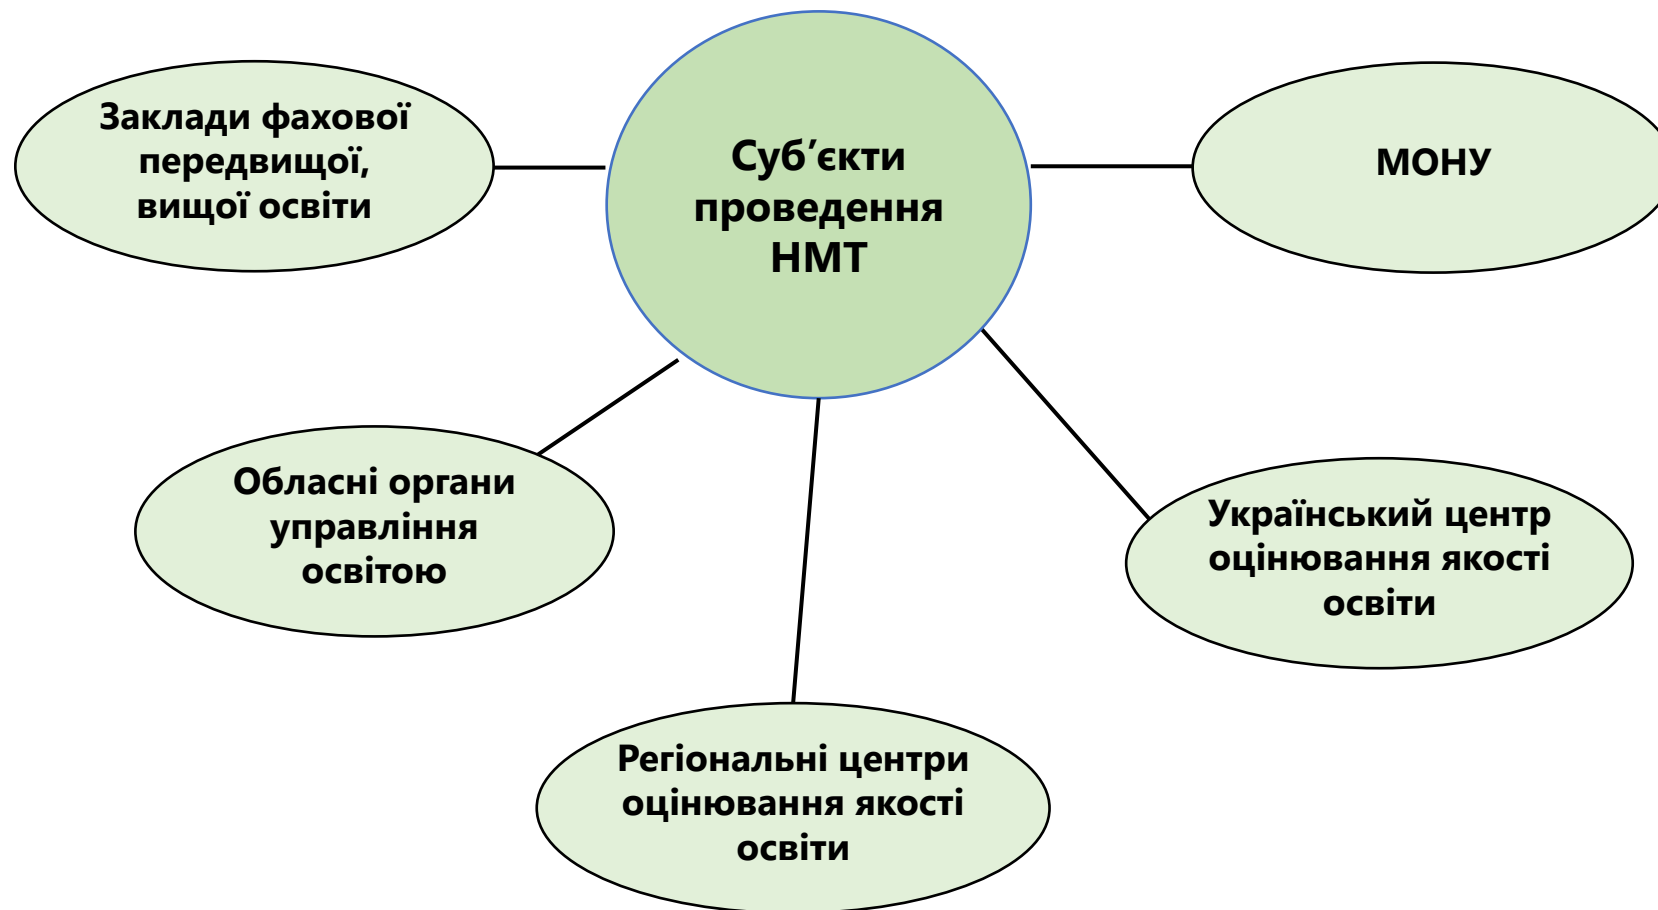 Заклади фахової
передвищої,
вищої освіти
Суб’єкти
проведення
НМТ
МОНУ
Обласні органи
управління
освітою
Український центр
оцінювання якості
освіти
Регіональні центри
оцінювання якості
освіти